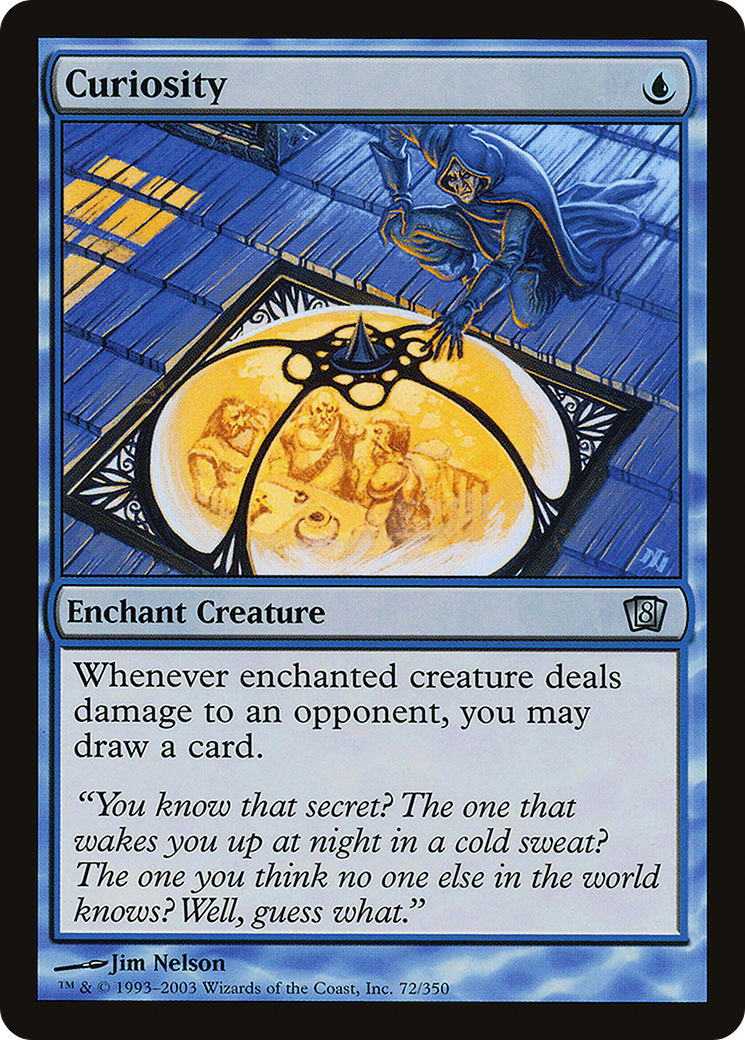 Curiosity
Enchant Creature
8
Whenever enchanted creature deals
damage to an opponent, you may
draw a card.
“You know that secret? The one that
wakes you up at night in a cold sweat?
The one you think no one else in the world
knows? Well, guess what.”
Jim Nelson
™ & © 1993–2003 Wizards of the Coast, Inc. 72/350